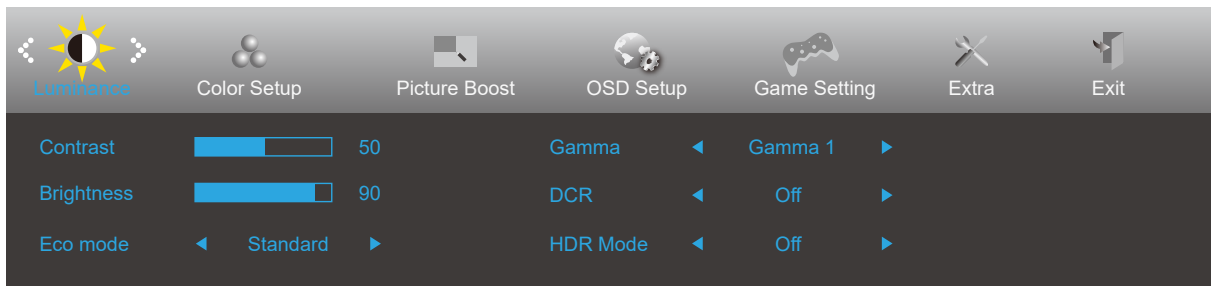 Luminance Color Setup Picture Boost OSD Setup Game Setting Extra Exit
Contrast 50 Gamma Gamma 1
Brightness 90 DCR Off
Eco mode Standard HDR Mode Off